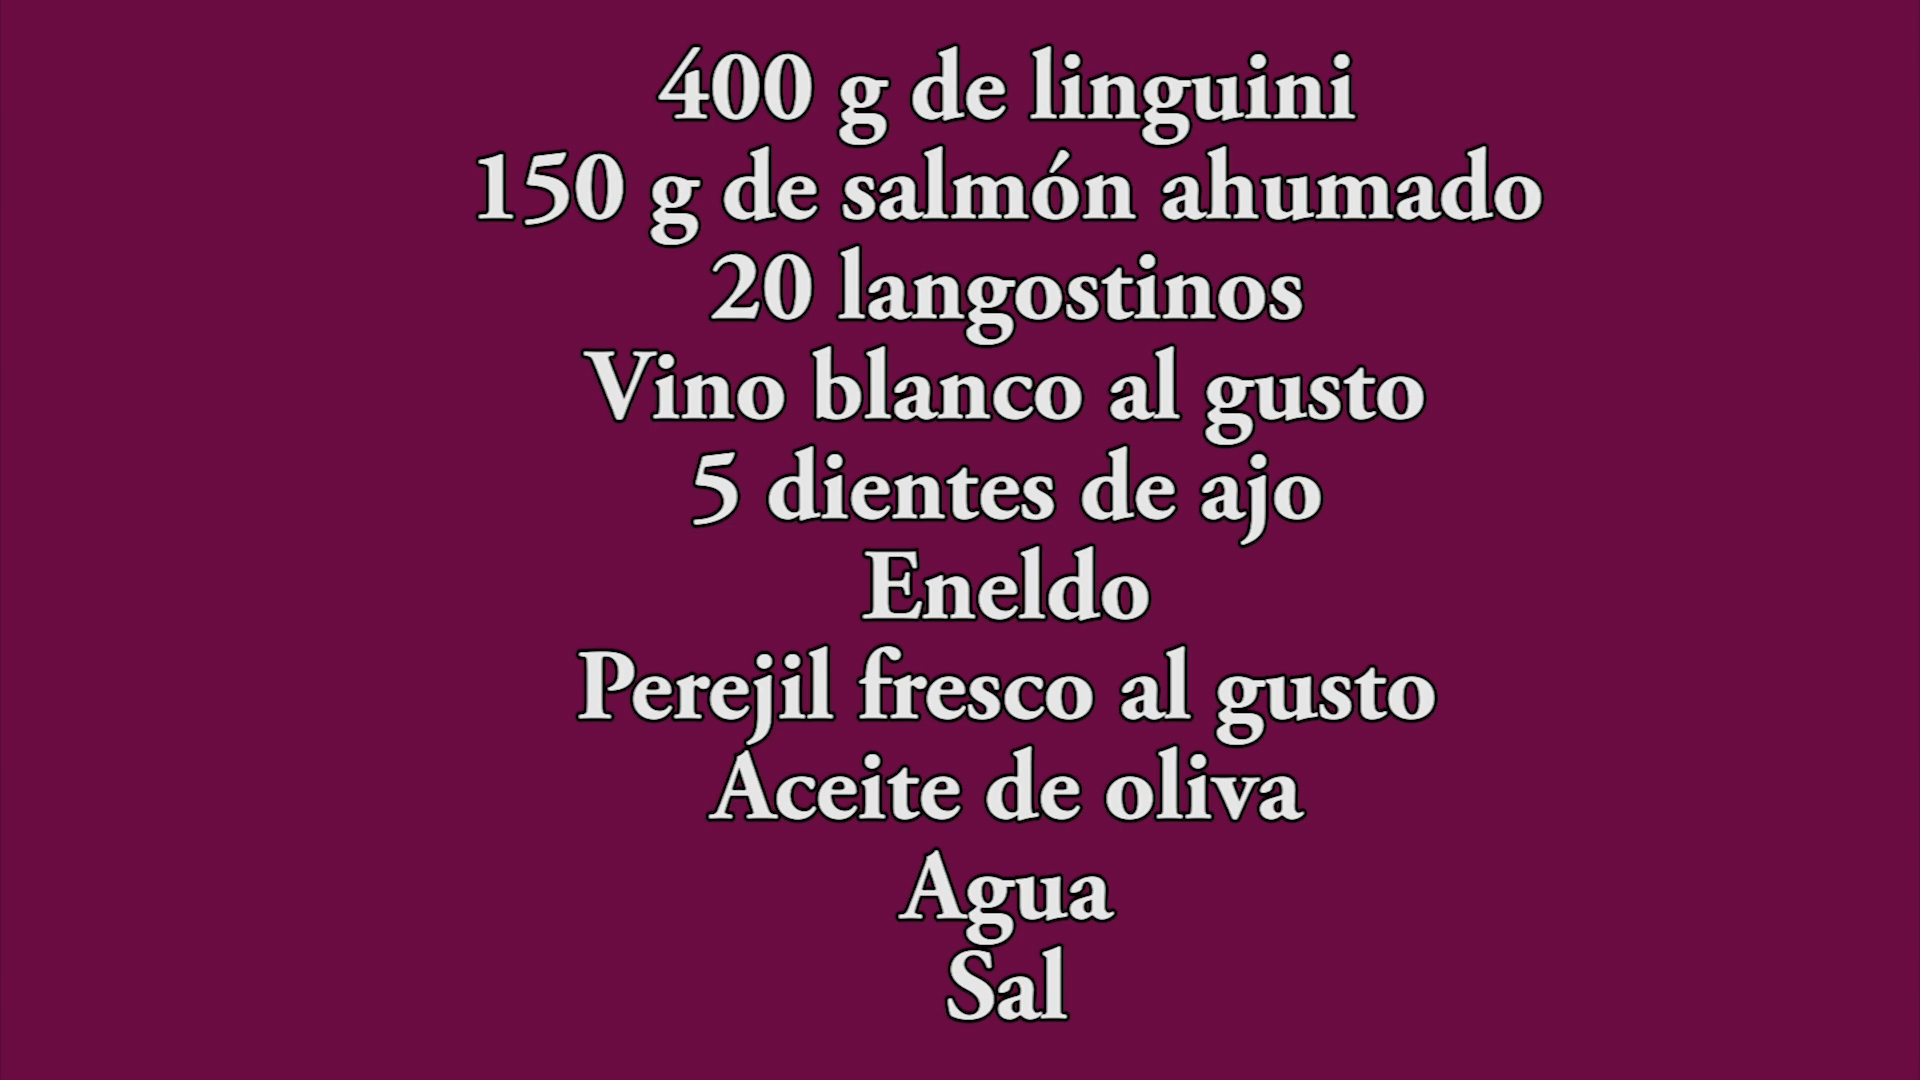 400 g de linguini
150 g de salmón ahumado
20 langostinos
Vino blanco al gusto
5 dientes de ajo
Eneldo
Perejil fresco al gusto
Aceite de oliva
Agua
Sal